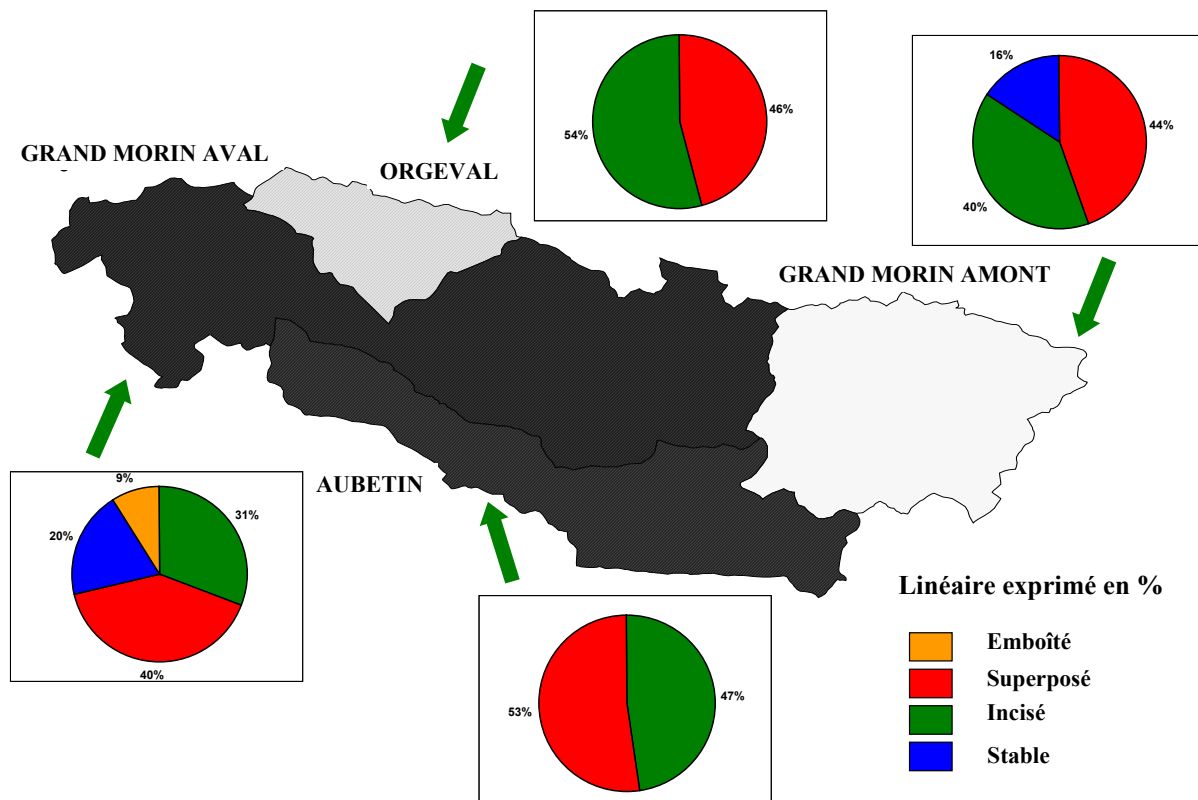 46%
54%
16%
44%
40%
GRAND MORIN AVAL
ORGEVAL
GRAND MORIN AMONT
AUBETIN
9%
31%
20%
40%
53%
47%
Linéaire exprimé en %
Emboîté
Superposé
Incisé
Stable